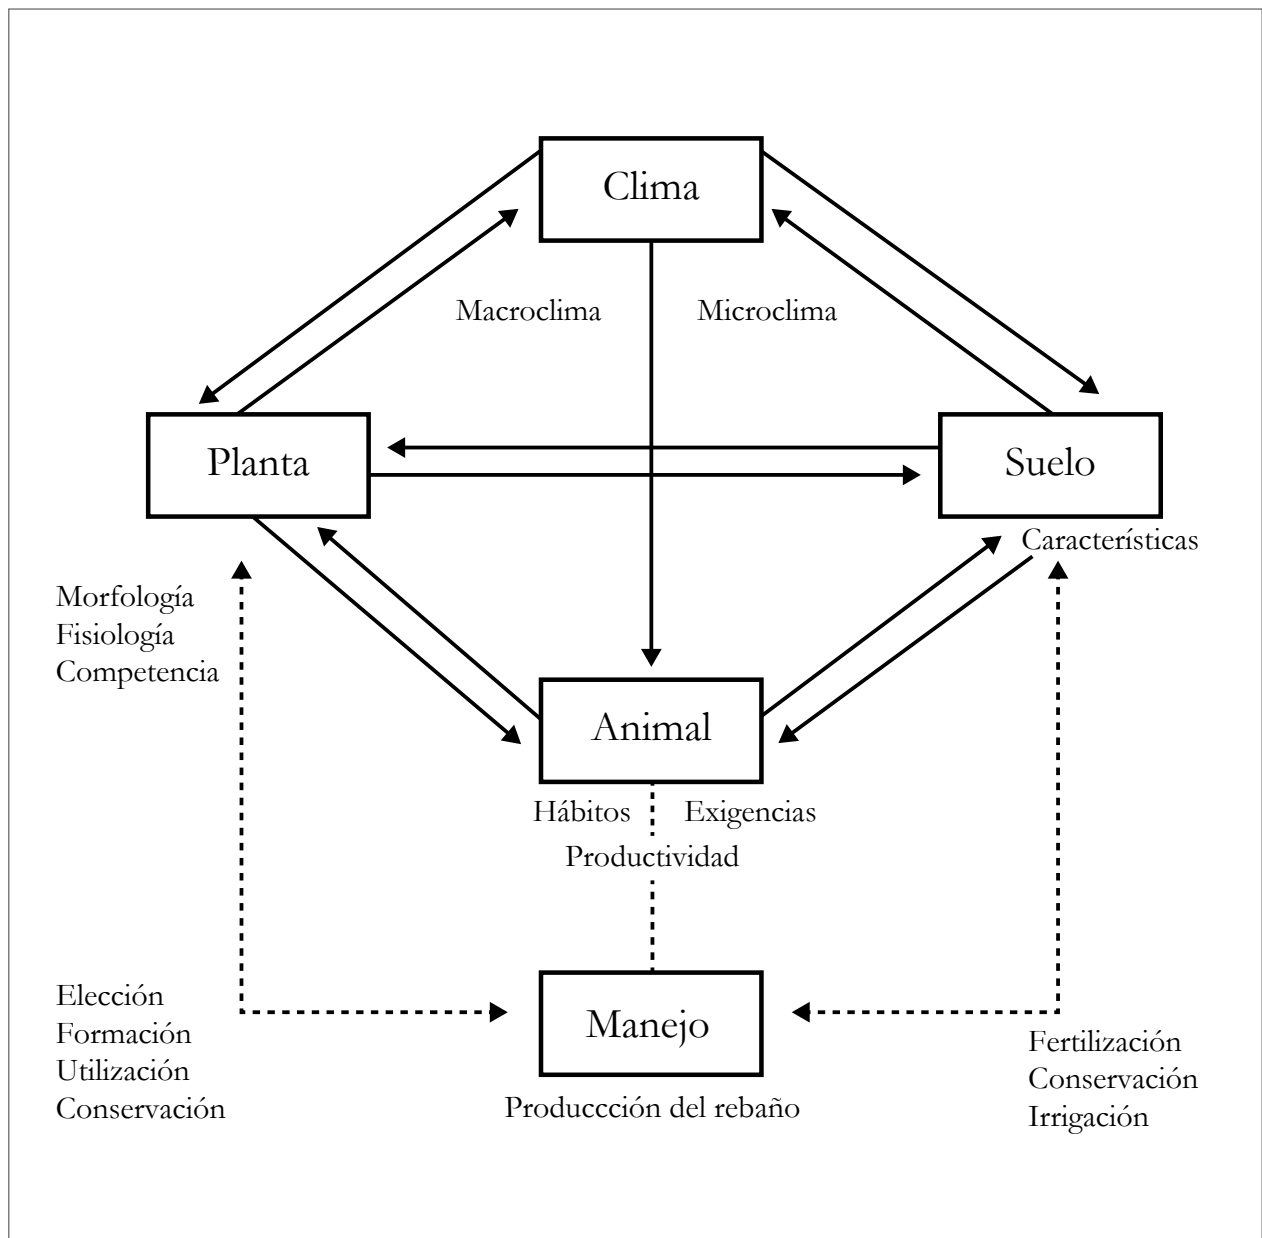 Clima
Macroclima
Microclima
Planta
Suelo
Características
Morfología
Fisiología
Competencia
Animal
Hábitos
Exigencias
Productividad
Elección
Formación
Utilización
Conservación
Manejo
Produccción del rebaño
Fertilización
Conservación
Irrigación